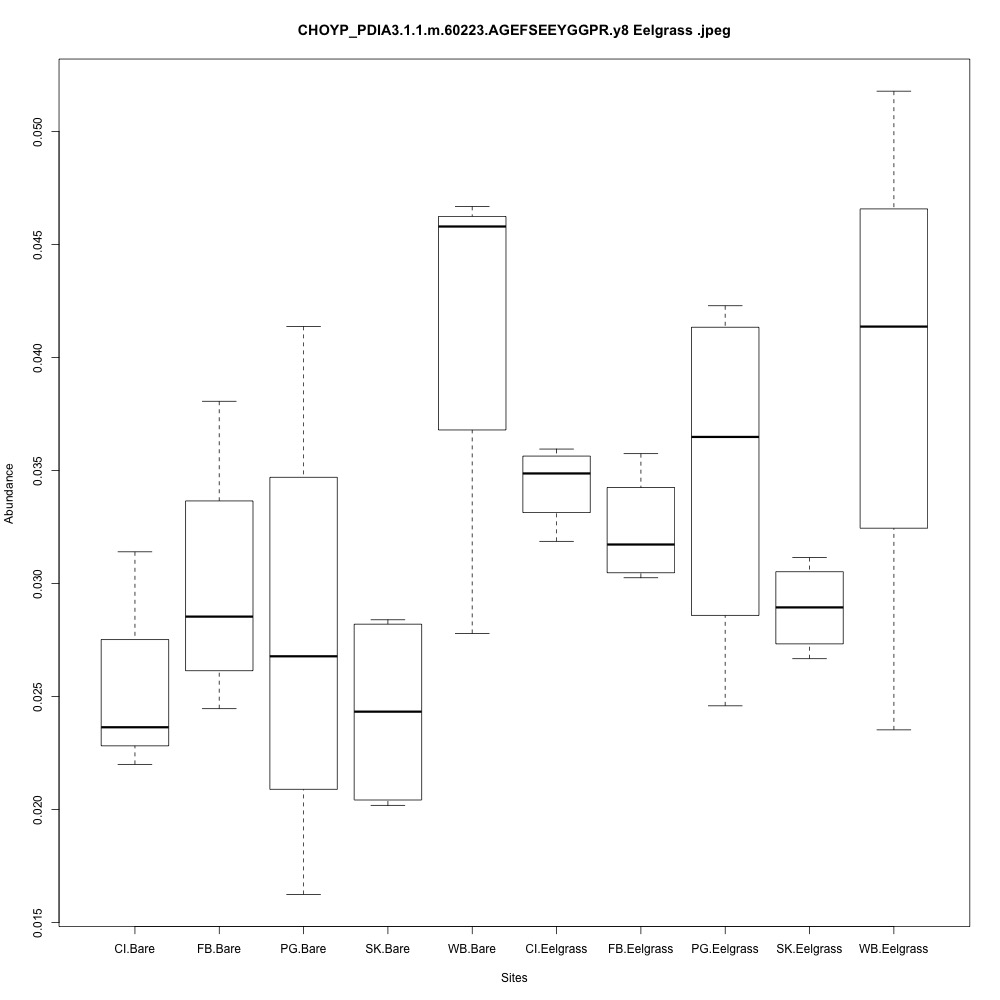 CHOYP_PDIA3.1.1.m.60223.AGEFSEEYGGPR.y8 Eelgrass .jpeg
0.050
0.045
0.040
0.035
0.030
0.025
0.020
0.015
Abundance
CI.Bare FB.Bare PG.Bare SK.Bare WB.Bare CI.Eelgrass FB.Eelgrass PG.Eelgrass SK.Eelgrass WB.Eelgrass
Sites